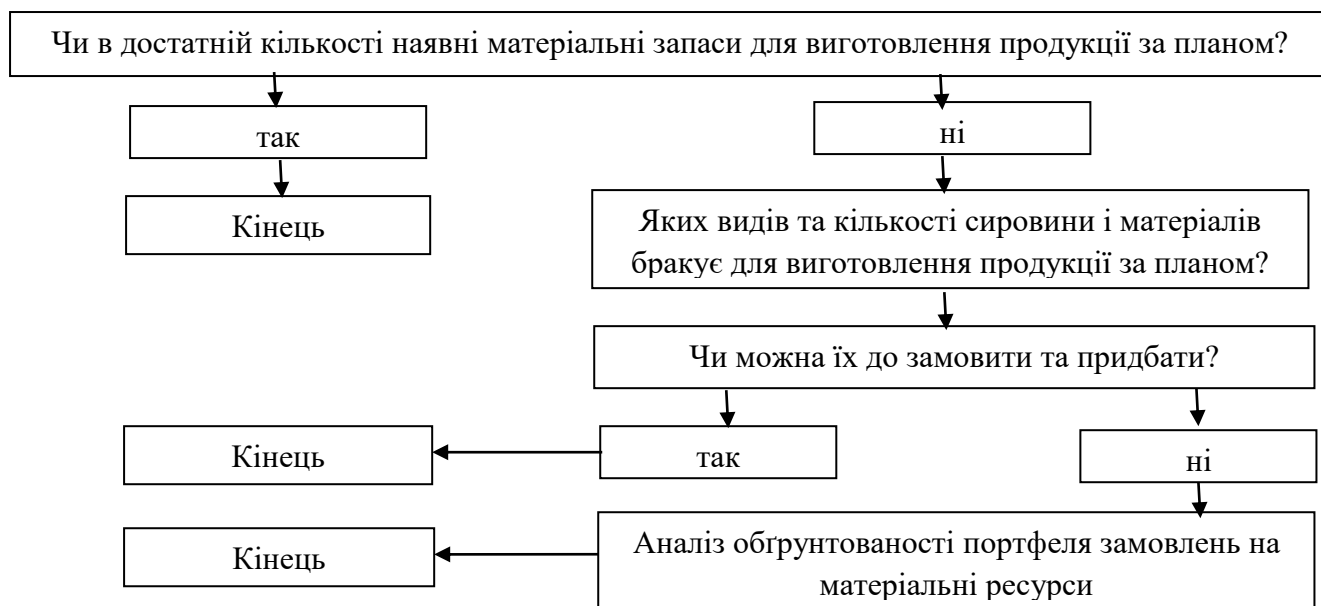 Чи в достатній кількості наявні матеріальні запаси для виготовлення продукції за планом?
так
ні
Кінець
Яких видів та кількості сировини і матеріалів
бракує для виготовлення продукції за планом?
Чи можна їх до замовити та придбати?
Кінець
так
ні
Кінець
Аналіз обґрунтованості портфеля замовлень на
матеріальні ресурси